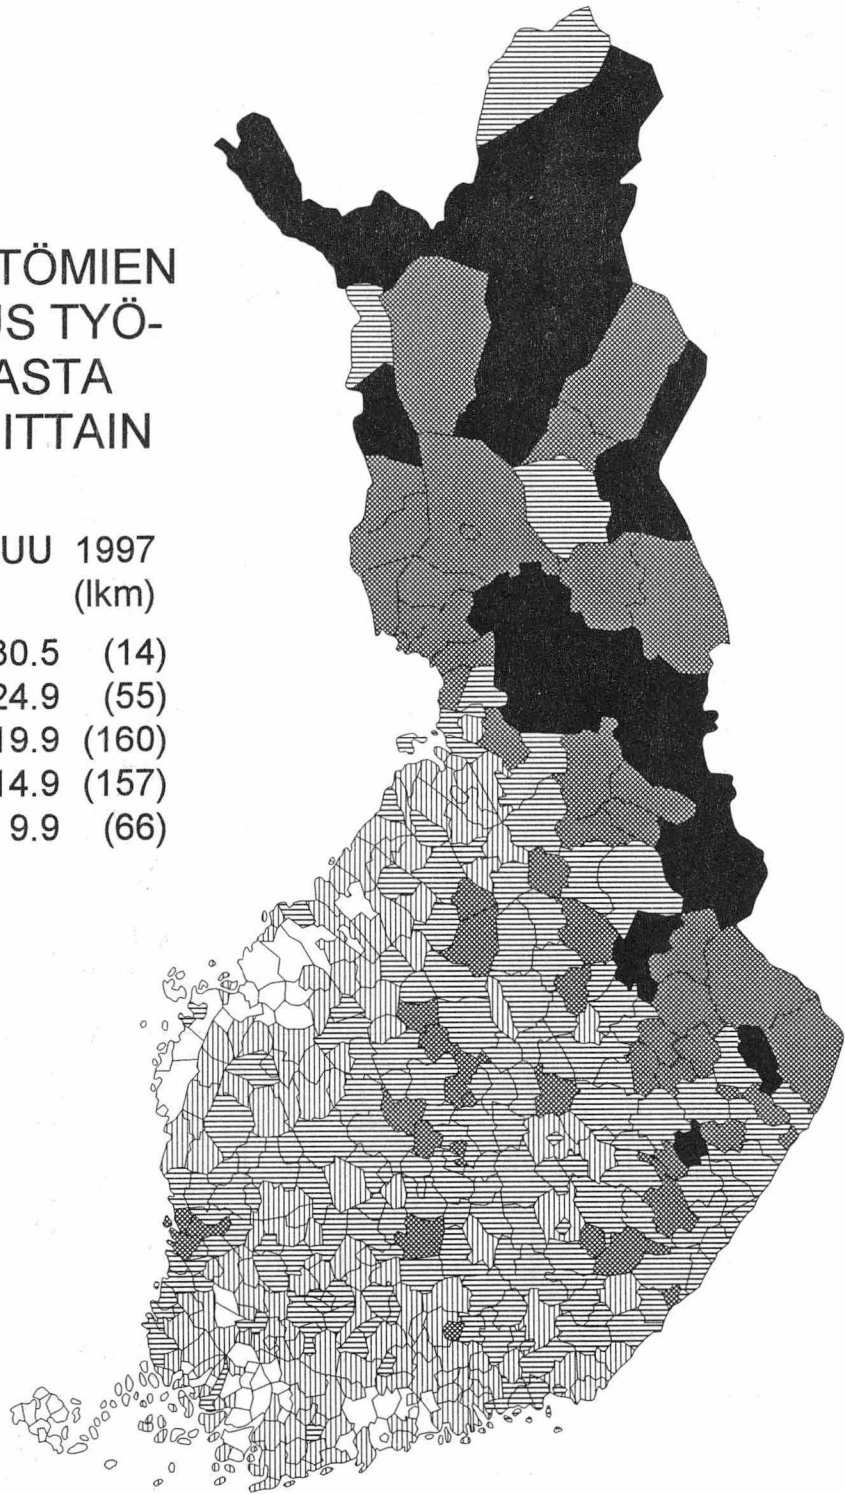 TÖMIEN
US TYÖ-
ASTA
ITTAIN
UU 1997
(lkm)
30.5 (14)
24.9 (55)
19.9 (160)
14.9 (157)
9.9 (66)